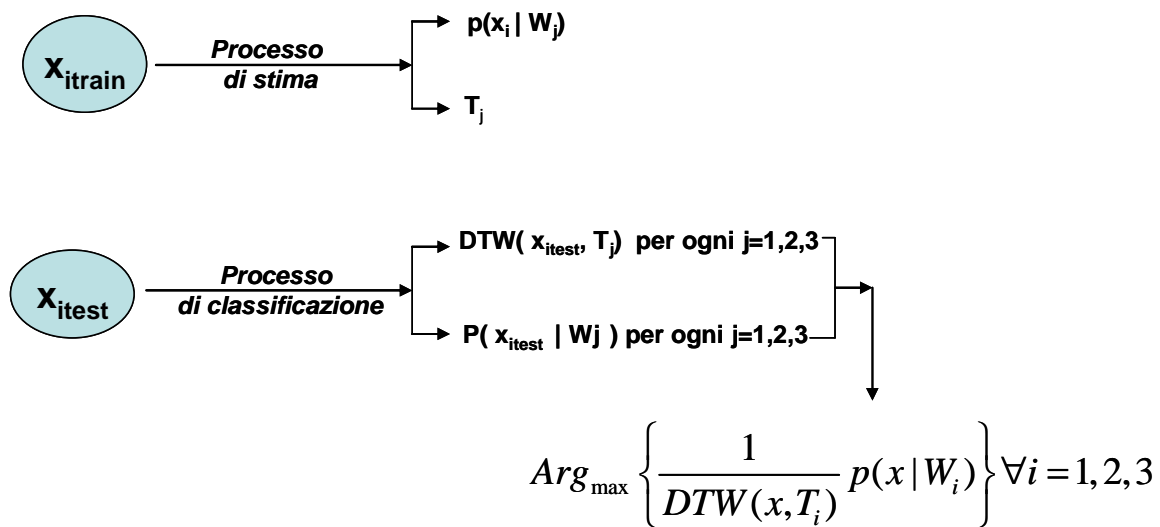 p(xi | Wj)
xitrain
Processo
di stima
Tj
DTW( xitest, Tj) per ogni j=1,2,3
xitest
Processo
di classificazione
P( xitest | Wj ) per ogni j=1,2,3
Argmax { 1 / DTW(x,Ti) p(x | Wi) } ∀i = 1, 2, 3